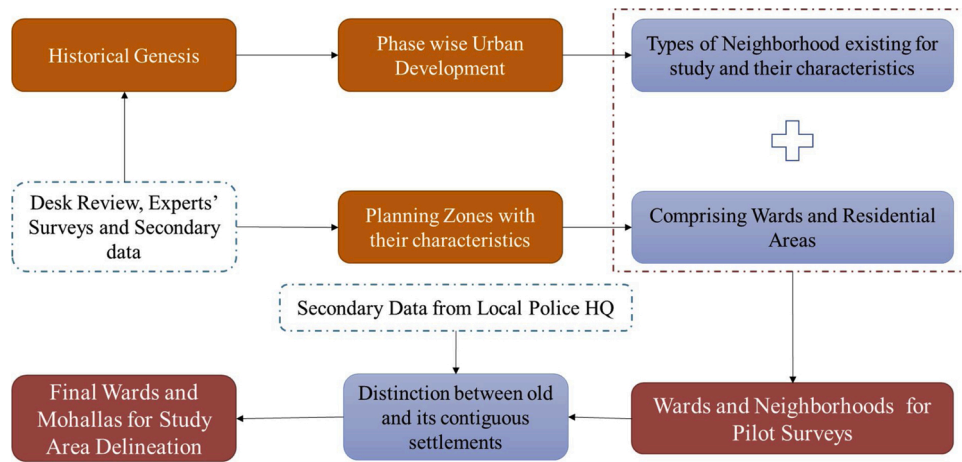 Historical Genesis
Phase wise Urban
Development
Types of Neighborhood existing for
study and their characteristics
Desk Review, Experts'
Surveys and Secondary
data
Planning Zones with
their characteristics
Comprising Wards and Residential
Areas
Secondary Data from Local Police HQ
Final Wards and
Mohallas for Study
Area Delineation
Distinction between old
and its contiguous
settlements
Wards and Neighborhoods for
Pilot Surveys